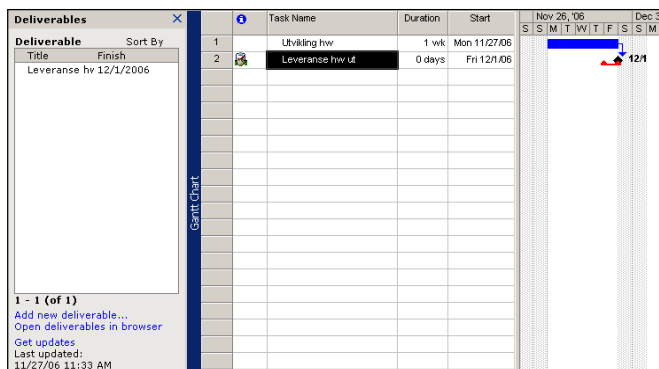 Deliverables
Deliverable Sort By
Title Finish
Leveranse hv 12/1/2006
1 - 1 (of 1)
Add new deliverable...
Open deliverables in browser
Get updates
Last updated:
11/27/06 11:33 AM
Gantt Chart
Task Name Duration Start
1 Utvikling hw 1 wk Mon 11/27/06
2 Leveranse hw ut 0 days Fri 12/1/06
Nov 26, '06 Dec 3
S S M T W T F S S M
12/1